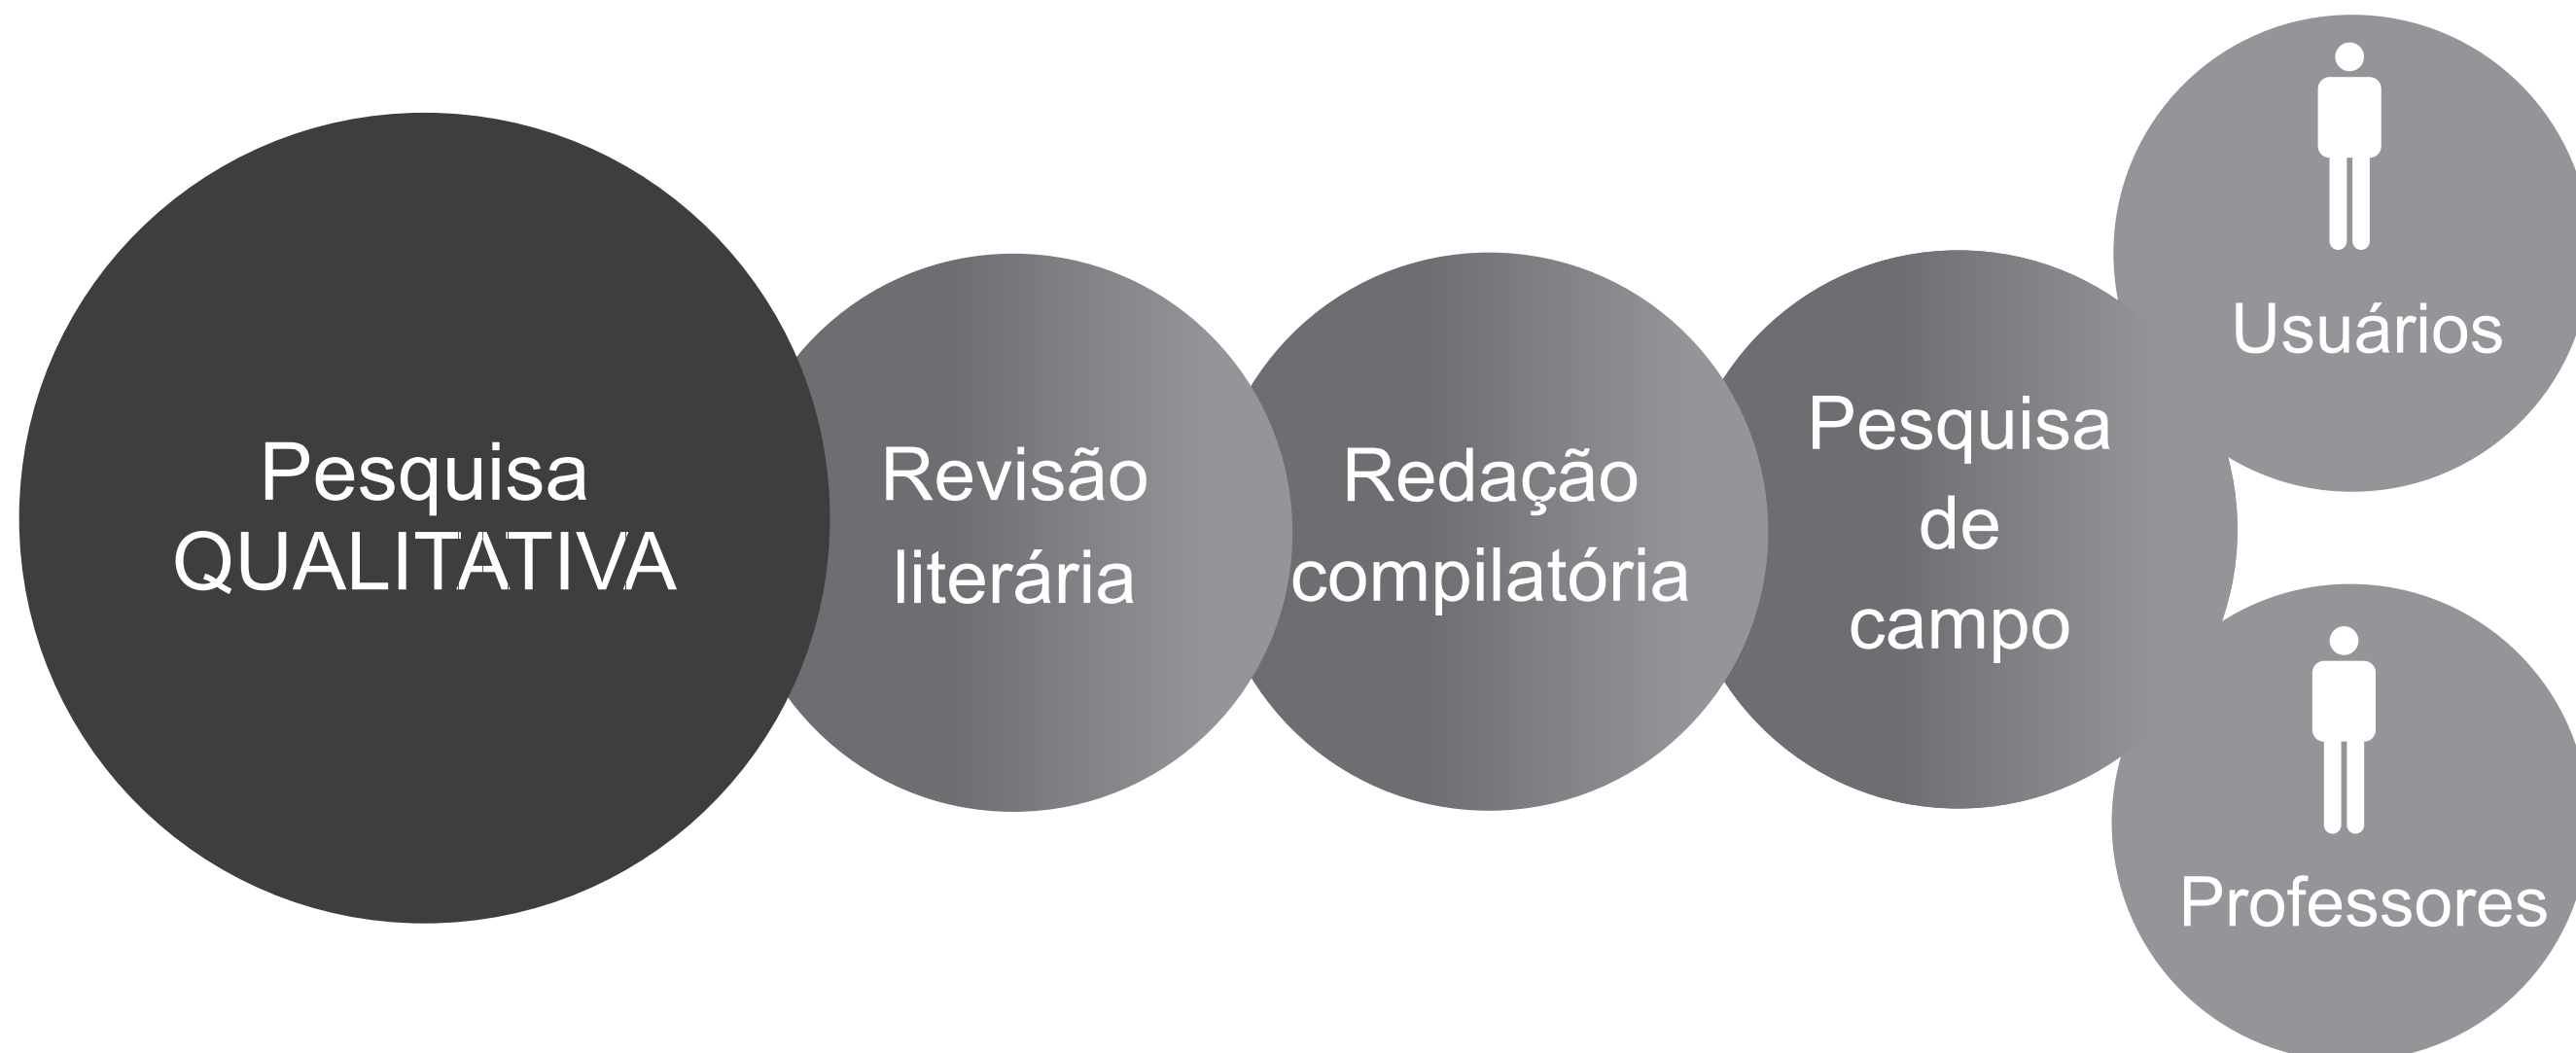 Pesquisa
QUALITATIVA
Revisão
literária
Redação
compilatória
Pesquisa
de
campo
Usuários
Professores